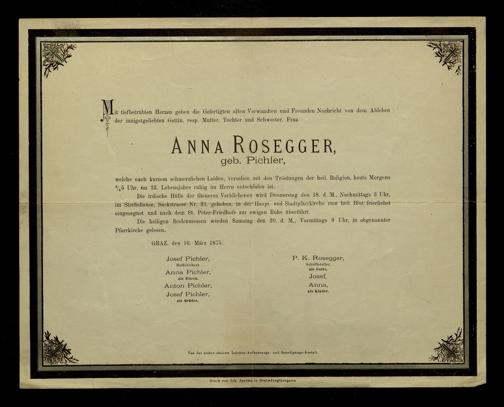 Mit tiefbetrübten Herzen geben die Gefertigten allen Verwandten und Freunden Nachricht von dem Ableben
der innigstgeliebten Gattin, resp. Mutter, Tochter und Schwester, Frau
ANNA ROSEGGER,
geb. Pichler,
welche nach kurzem schmerzlichen Leiden, versehen mit den Tröstungen der heil. Religion, heute Morgens
¾5 Uhr, im 23. Lebensjahre ruhig im Herrn entschlafen ist.
Die irdische Hülle der theueren Verblichenen wird Donnerstag den 18. d. M., Nachmittags 3 Uhr,
im Sterbehause, Sackstrasse Nr. 21, gehoben, in der Haupt- und Stadtpfarrkirche zum heil. Blut feierlichst
eingesegnet und nach dem St. Peter-Friedhofe zur ewigen Ruhe überführt.
Die heiligen Seelenmessen werden Samstag den 20. d. M., Vormittags 9 Uhr, in obgenannter
Pfarrkirche gelesen.
GRAZ, den 16. März 1875.
Josef Pichler,
Anna Pichler,
als Eltern.
Anton Pichler,
Josef Pichler,
als Brüder.
P. K. Rosegger,
Schriftsteller,
als Gatte.
Josef,
Anna,
als Kinder.